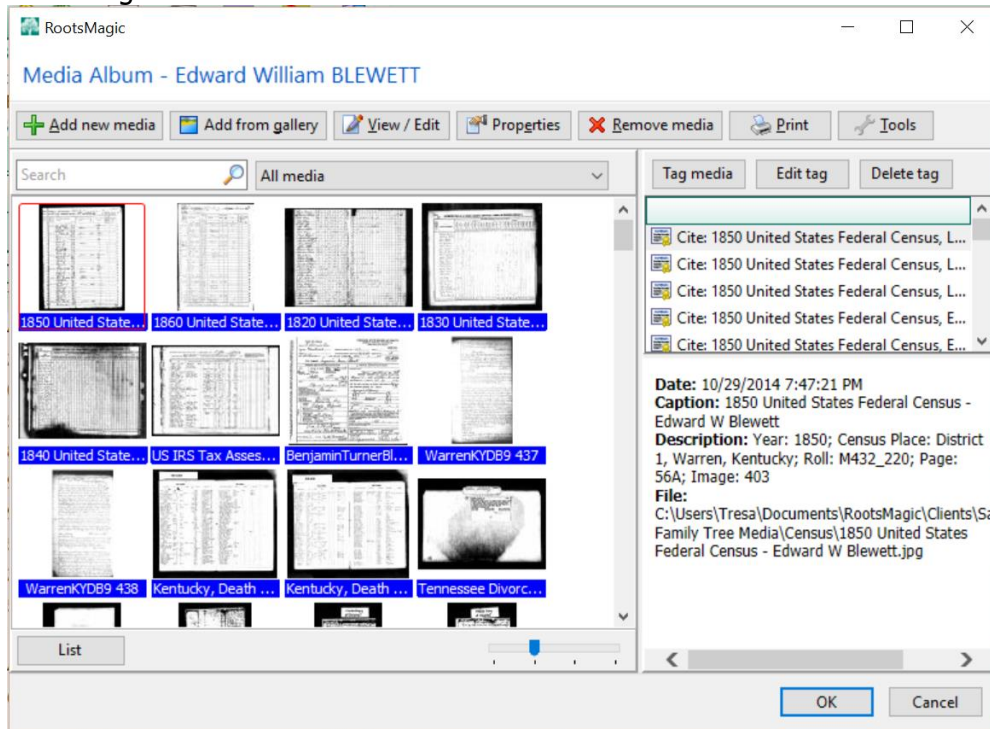 RootsMagic
Media Album - Edward William BLEWETT
Add new media
Add from gallery
View / Edit
Properties
Remove media
Print
Tools
Search
All media
Tag media
Edit tag
Delete tag
1850 United State...
1860 United State...
1820 United State...
1830 United State...
1840 United State...
US IRS Tax Asses...
BenjaminTurnerBl...
WarrenKYDB9 437
WarrenKYDB9 438
Kentucky, Death ...
Kentucky, Death ...
Tennessee Divorc...
List
Cite: 1850 United States Federal Census, L...
Cite: 1850 United States Federal Census, L...
Cite: 1850 United States Federal Census, L...
Cite: 1850 United States Federal Census, E...
Cite: 1850 United States Federal Census, E...
Date: 10/29/2014 7:47:21 PM
Caption: 1850 United States Federal Census -
Edward W Blewett
Description: Year: 1850; Census Place: District
1, Warren, Kentucky; Roll: M432_220; Page:
56A; Image: 403
File:
C:\Users\Tresa\Documents\RootsMagic\Clients\Sa
Family Tree Media\Census\1850 United States
Federal Census - Edward W Blewett.jpg
OK
Cancel